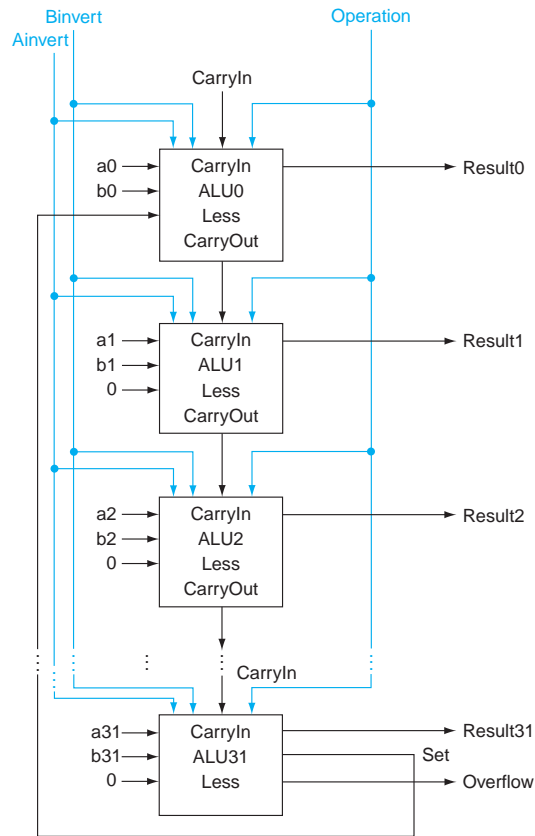 Binvert
Operation
Ainvert
CarryIn
a0
CarryIn
Result0
b0
ALU0
Less
CarryOut
a1
CarryIn
Result1
b1
ALU1
0
Less
CarryOut
a2
CarryIn
Result2
b2
ALU2
0
Less
CarryOut
CarryIn
a31
CarryIn
Result31
b31
ALU31
Set
0
Less
Overflow